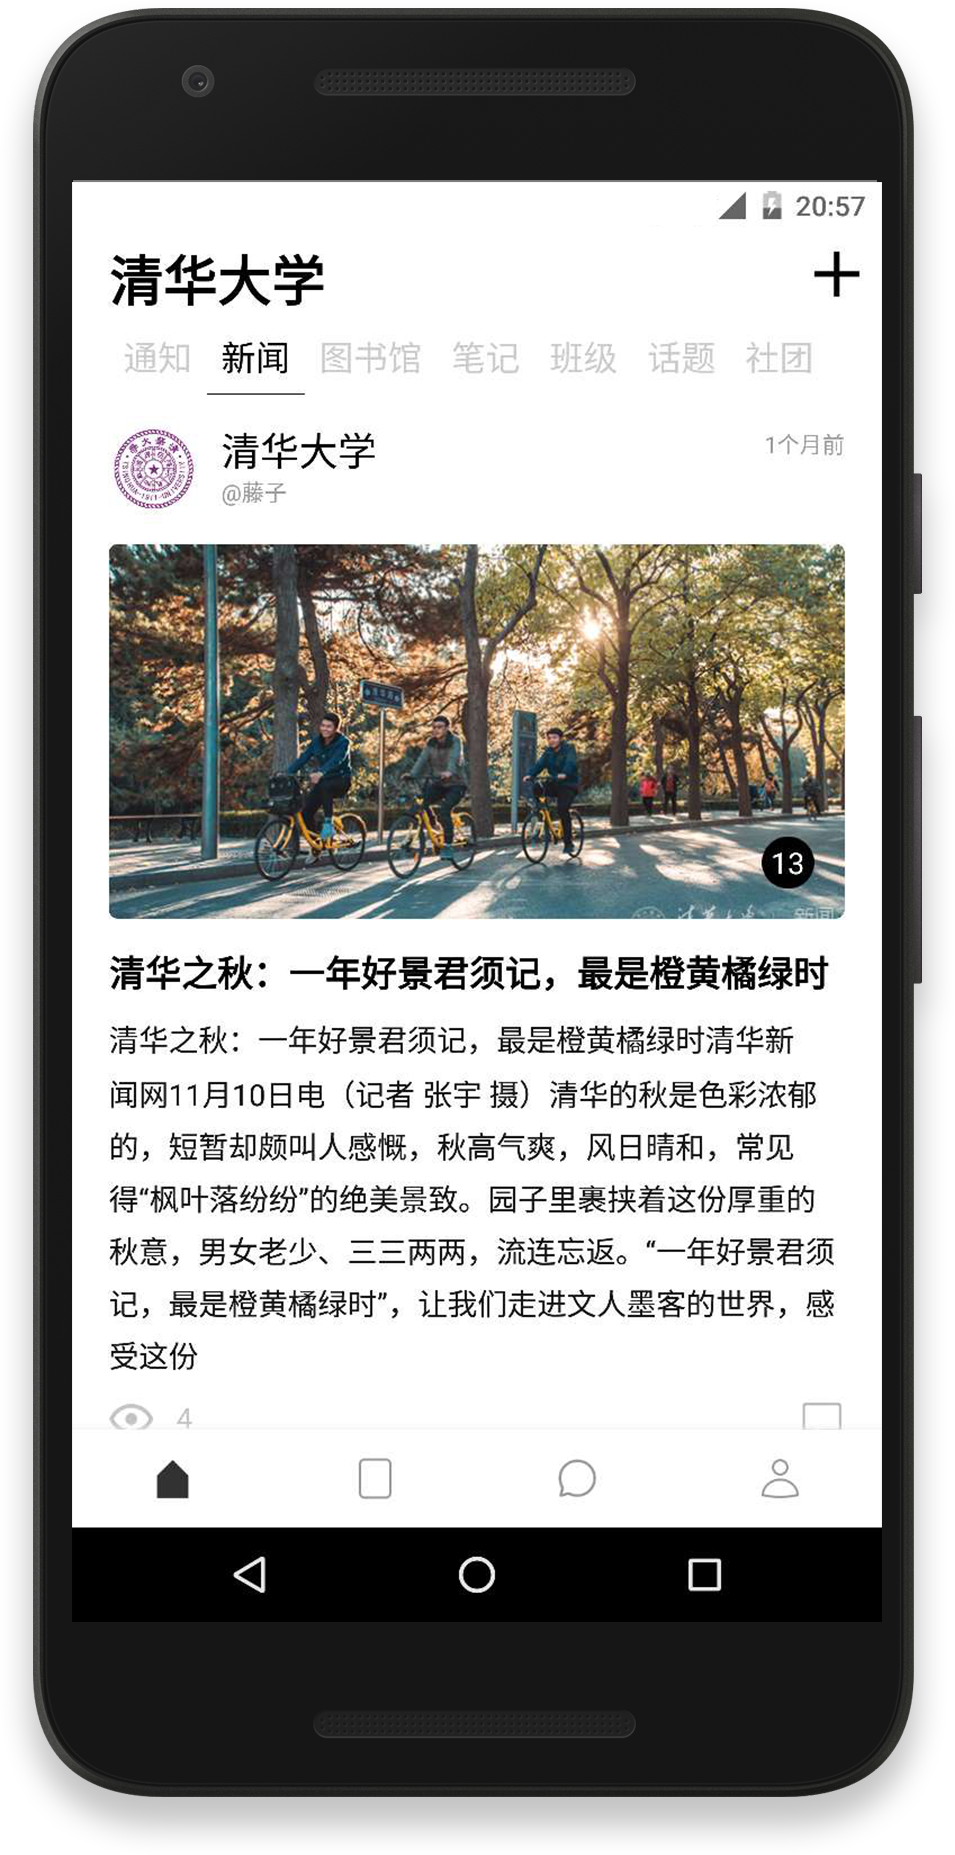 20:57
清华大学
通知 新闻 图书馆 笔记 班级 话题 社团
清华大学
1个月前
@藤子
13
新闻
清华之秋：一年好景君须记，最是橙黄橘绿时
清华之秋：一年好景君须记，最是橙黄橘绿时清华新
闻网11月10日电（记者 张宇 摄）清华的秋是色彩浓郁
的，短暂却颇叫人感慨，秋高气爽，风日晴和，常见
得“枫叶落纷纷”的绝美景致。园子里裹挟着这份厚重的
秋意，男女老少、三三两两，流连忘返。“一年好景君须
记，最是橙黄橘绿时”，让我们走进文人墨客的世界，感
受这份
4